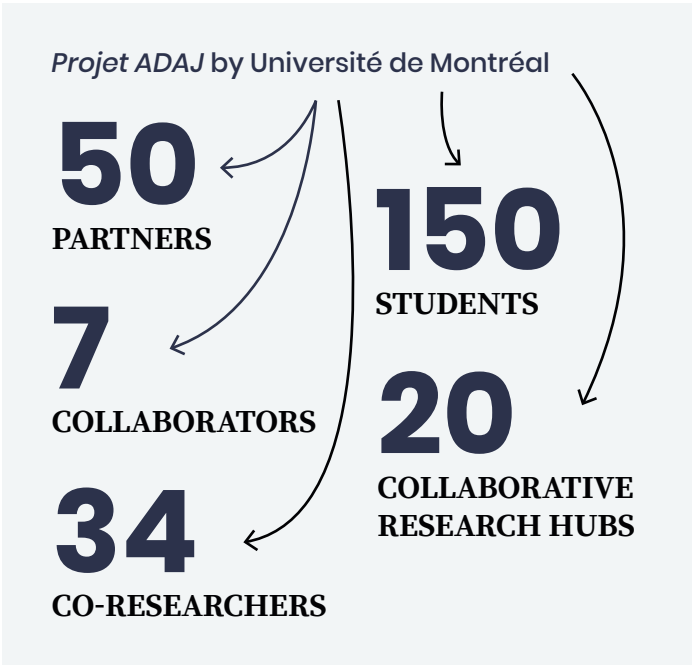 Projet ADAJ by Université de Montréal
50
PARTNERS
7
COLLABORATORS
34
CO-RESEARCHERS
150
STUDENTS
20
COLLABORATIVE
RESEARCH HUBS